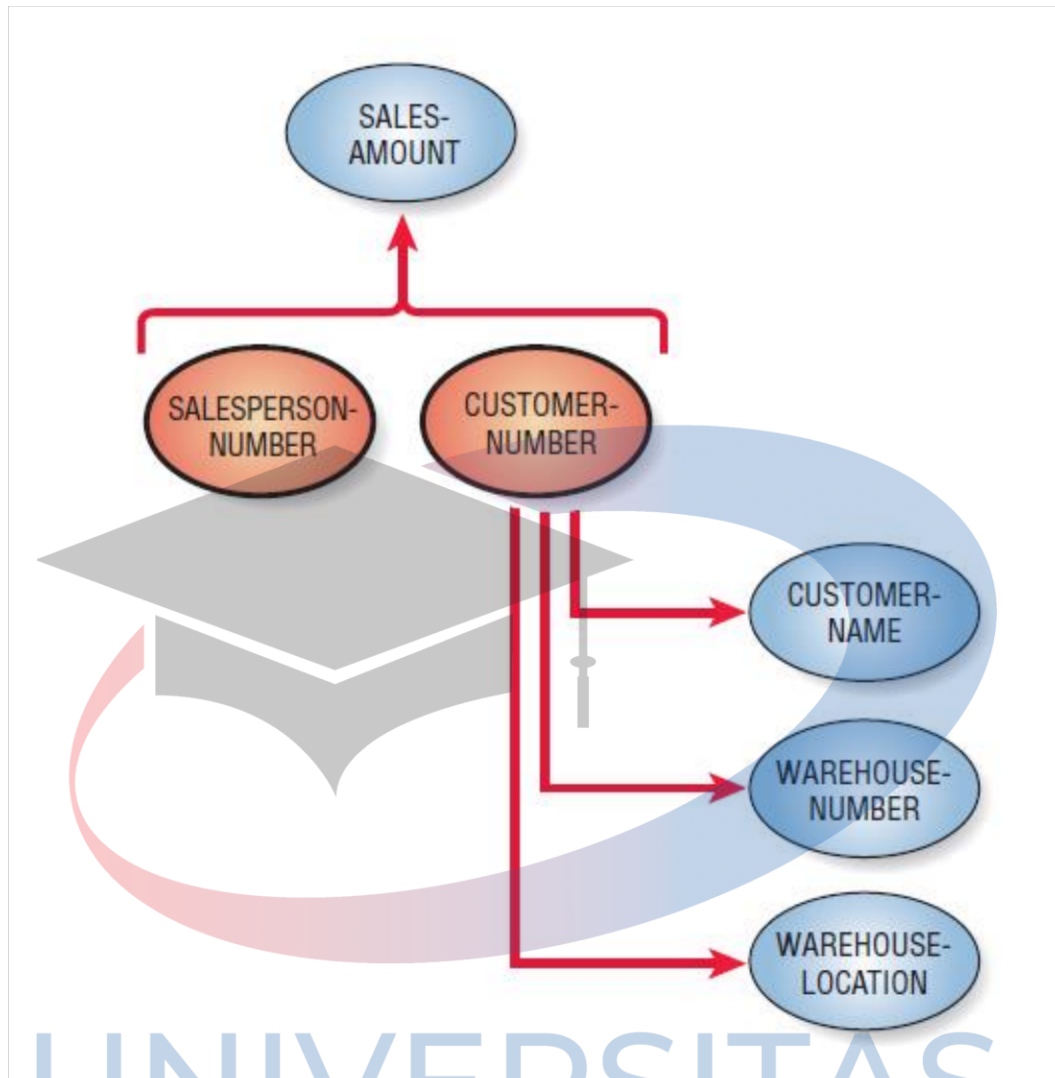 SALES-
AMOUNT
SALESPERSON-
NUMBER
CUSTOMER-
NUMBER
CUSTOMER-
NAME
WAREHOUSE-
NUMBER
WAREHOUSE-
LOCATION
UNIVERSITAS